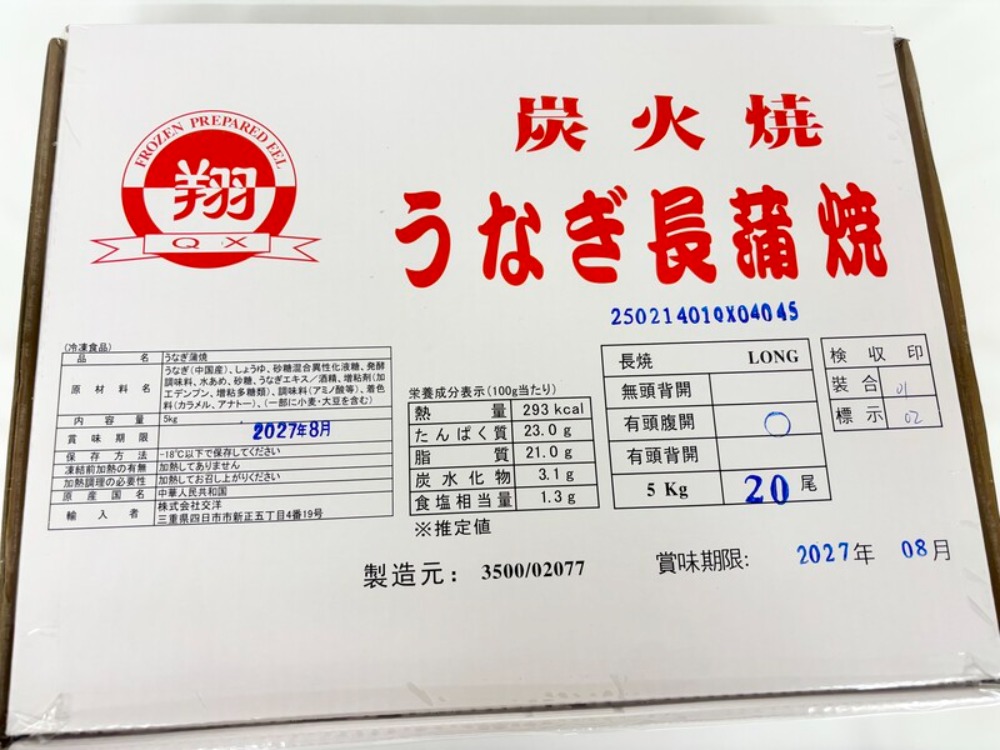 FROZEN PREPARED EEL
翔
QX
炭火焼
うなぎ長蒲焼
25021401QX04045
(冷凍食品)
品名 うなぎ蒲焼
原材料名 うなぎ(中国産)、しょうゆ、砂糖混合異性化液糖、発酵
調味料、水あめ、砂糖、うなぎエキス/酒精、増粘剤(加
工デンプン、増粘多糖類)、調味料(アミノ酸等)、着色
料(カラメル、アナトー)、(一部に小麦・大豆を含む)
内容量 5kg
賞味期限 2027年8月
保存方法 -18℃以下で保存してください
凍結前加熱の有無 加熱してありません
加熱調理の必要性 加熱してお召し上がりください
原産国名 中華人民共和国
輸入者 株式会社交洋
三重県四日市市新正五丁目4番19号
栄養成分表示(100g当たり)
熱量 293 kcal
たんぱく質 23.0 g
脂質 21.0 g
炭水化物 3.1 g
食塩相当量 1.3 g
※推定値
長焼 LONG
無頭背開
有頭腹開 ○
有頭背開
5 Kg 20 尾
検収印
装合 01
標示 02
製造元: 3500/02077
賞味期限: 2027年 08月